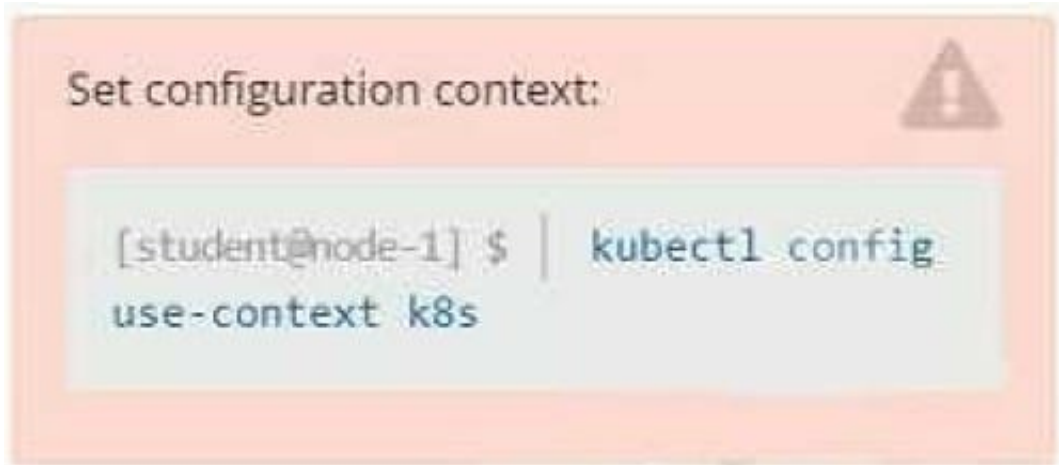 Set configuration context:
[student@node-1] $ | kubectl config
use-context k8s